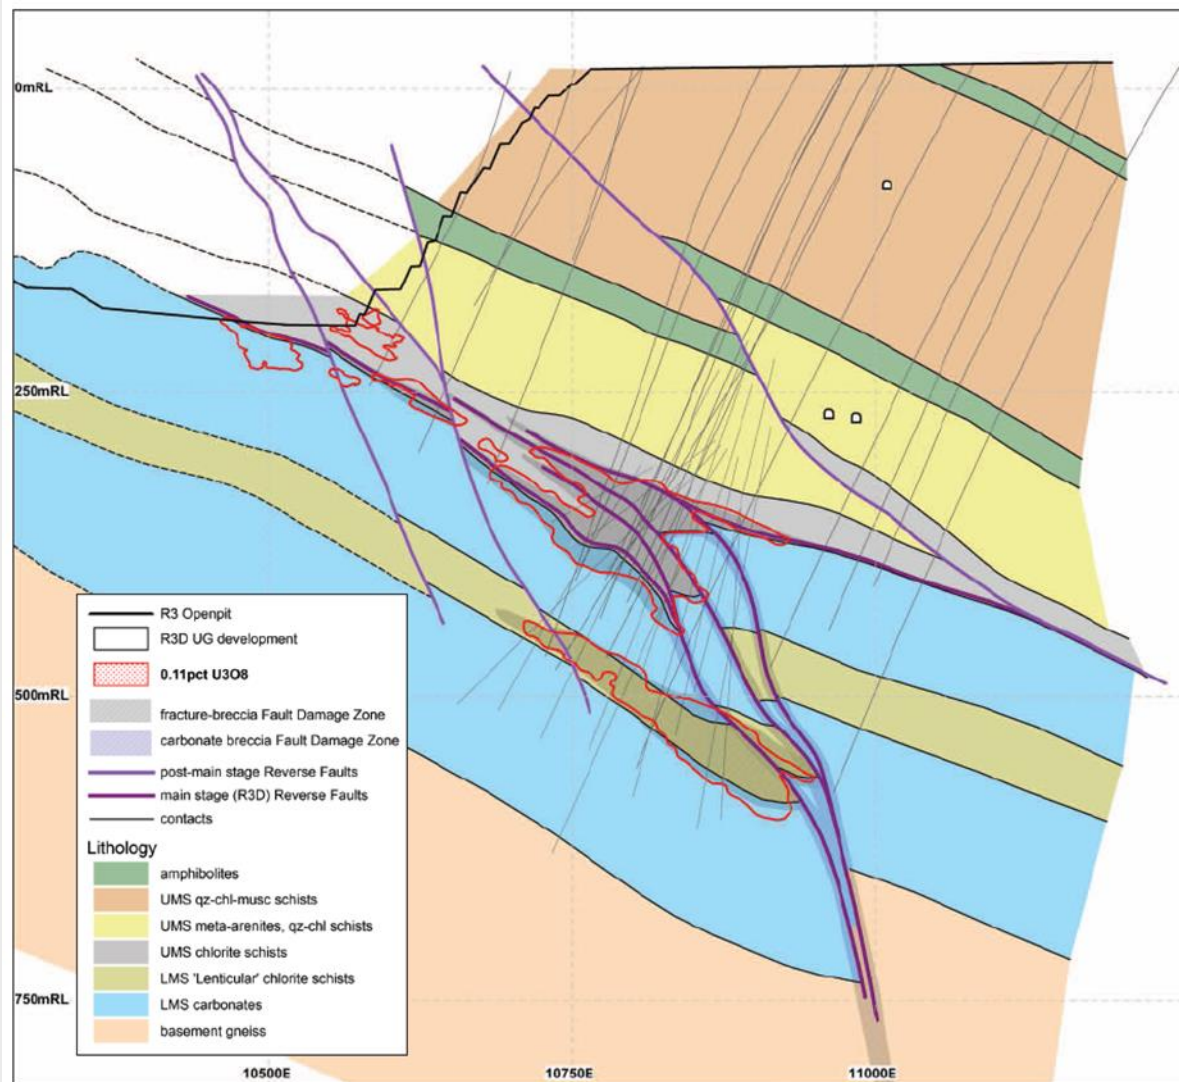 0mRL
250mRL
500mRL
750mRL
R3 Openpit
R3D UG development
0.11pct U3O8
fracture-breccia Fault Damage Zone
carbonate breccia Fault Damage Zone
post-main stage Reverse Faults
main stage (R3D) Reverse Faults
contacts
Lithology
amphibolites
UMS qz-chl-musc schists
UMS meta-arenites, qz-chl schists
UMS chlorite schists
LMS 'Lenticular' chlorite schists
LMS carbonates
basement gneiss
10500E 10750E 11000E